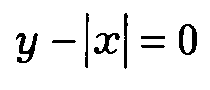 y − |x| = 0